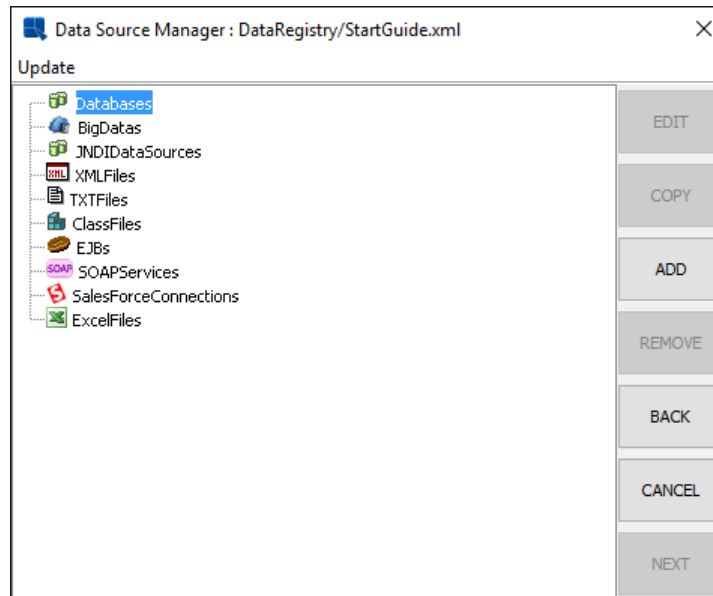 Data Source Manager : DataRegistry/StartGuide.xml
Update
Databases
BigDatas
JNDIDataSources
XML XMLFiles
TXTFiles
ClassFiles
EJBs
SOAP SOAPServices
SalesForceConnections
ExcelFiles
EDIT
COPY
ADD
REMOVE
BACK
CANCEL
NEXT